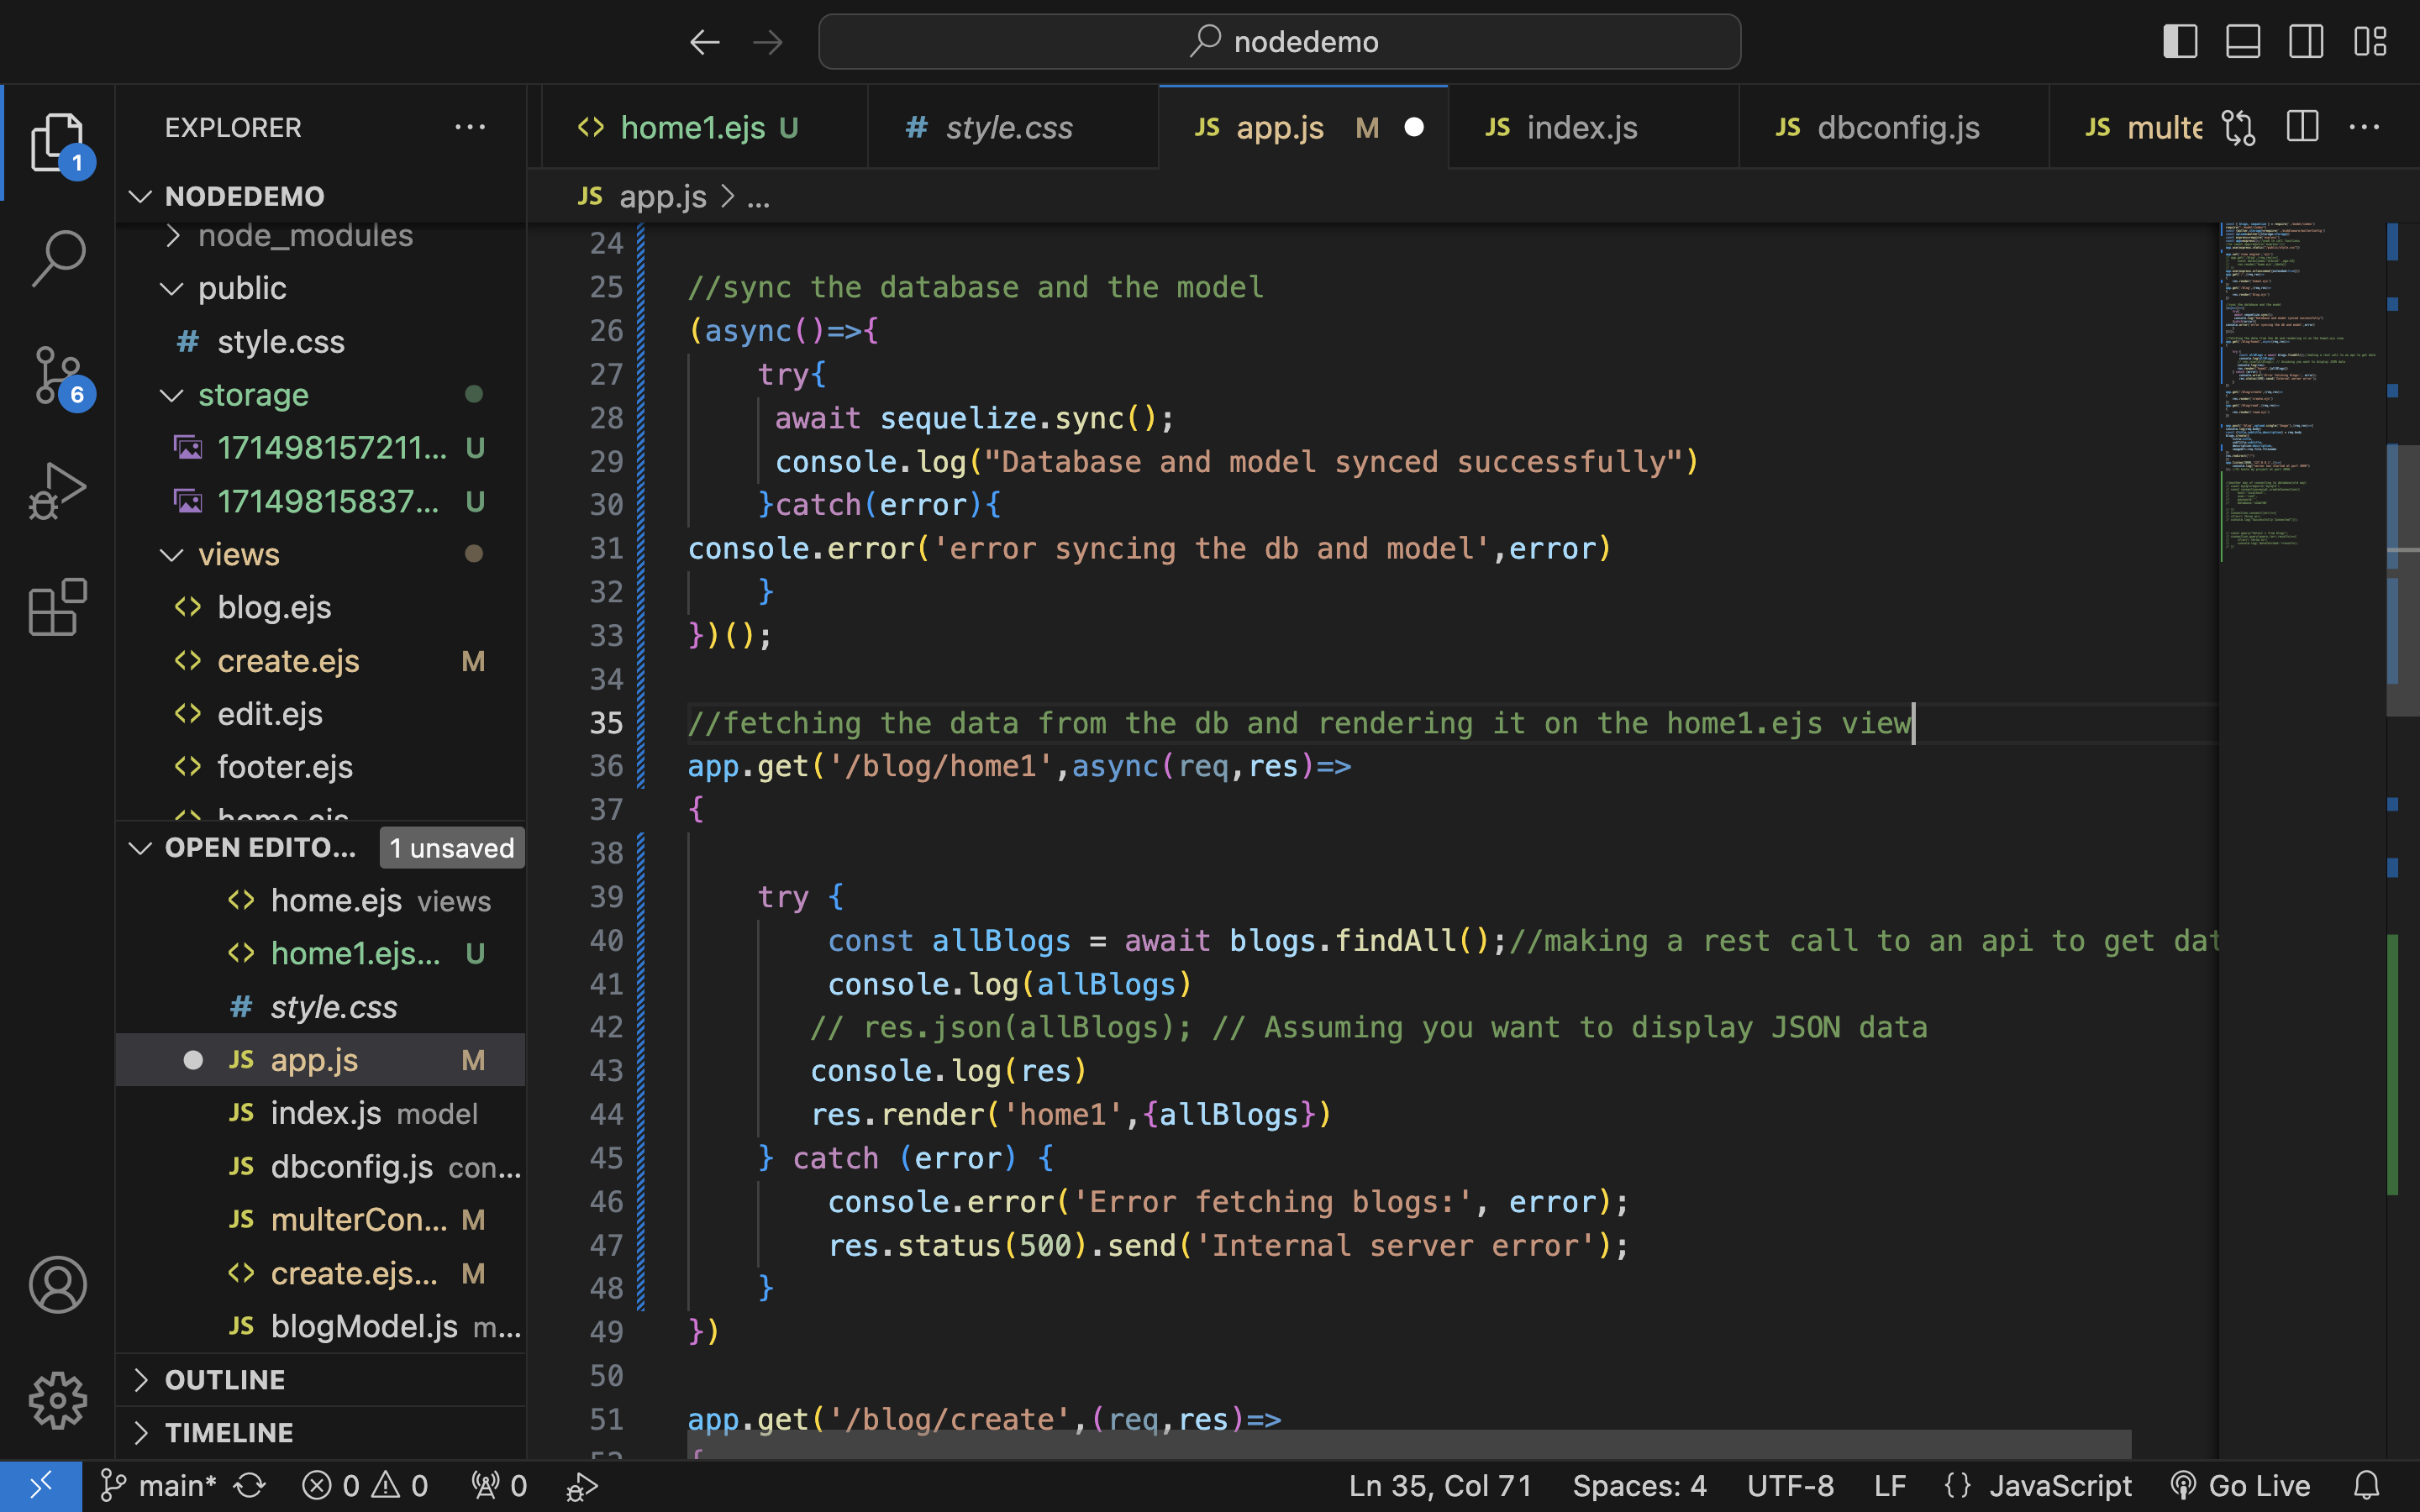 nodedemo
EXPLORER
NODEDEMO
node_modules
public
# style.css
storage
171498157211... U
17149815837... U
views
<> blog.ejs
<> create.ejs M
<> edit.ejs
<> footer.ejs
<> home.ejs
OPEN EDITO... 1 unsaved
<> home.ejs views
<> home1.ejs... U
# style.css
JS app.js M
JS index.js model
JS dbconfig.js con...
JS multerCon... M
<> create.ejs... M
JS blogModel.js m...
OUTLINE
TIMELINE
1
6
<> home1.ejs U # style.css JS app.js M JS index.js JS dbconfig.js JS multe
JS app.js > ...
24
25 //sync the database and the model
26 (async()=>{
27 try{
28 await sequelize.sync();
29 console.log("Database and model synced successfully")
30 }catch(error){
31 console.error('error syncing the db and model',error)
32 }
33 })();
34
35 //fetching the data from the db and rendering it on the home1.ejs view
36 app.get('/blog/home1',async(req,res)=>
37 {
38
39 try {
40 const allBlogs = await blogs.findAll();//making a rest call to an api to get dat
41 console.log(allBlogs)
42 // res.json(allBlogs); // Assuming you want to display JSON data
43 console.log(res)
44 res.render('home1',{allBlogs})
45 } catch (error) {
46 console.error('Error fetching blogs:', error);
47 res.status(500).send('Internal server error');
48 }
49 })
50
51 app.get('/blog/create',(req,res)=>
52 {
main* 0 0 0 Ln 35, Col 71 Spaces: 4 UTF-8 LF {} JavaScript Go Live